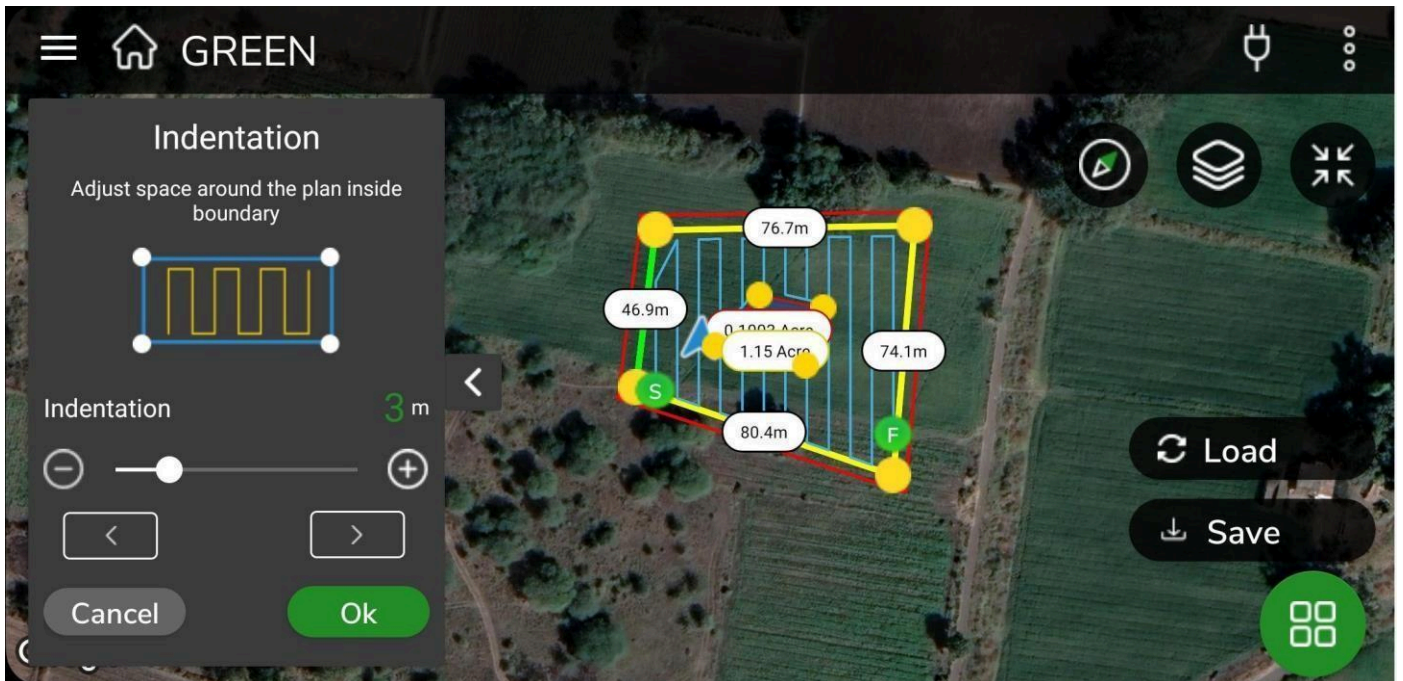 GREEN
Indentation
Adjust space around the plan inside
boundary
Indentation
3 m
Cancel
Ok
76.7m
46.9m
1.15 Acre
74.1m
S
80.4m
F
Load
Save